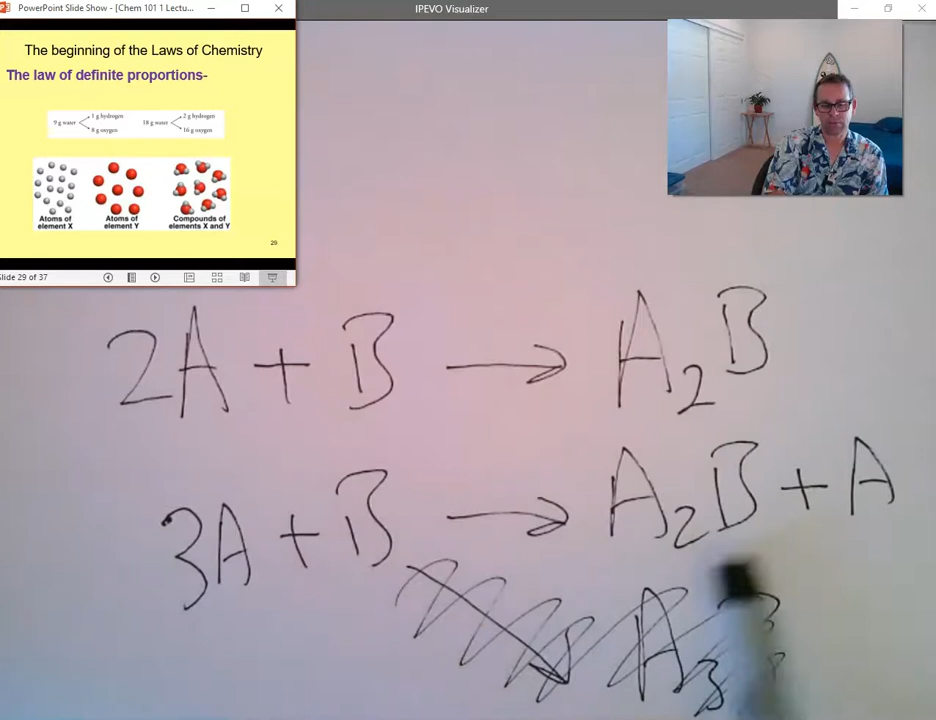 PowerPoint Slide Show - [Chem 101 1 Lectu...
IPEVO Visualizer
The beginning of the Laws of Chemistry
The law of definite proportions-
9 g water
1 g hydrogen
8 g oxygen
18 g water
2 g hydrogen
16 g oxygen
Atoms of
element X
Atoms of
element Y
Compounds of
elements X and Y
29
Slide 29 of 37
2A + B → A₂B
3A + B → A₂B + A
A₃